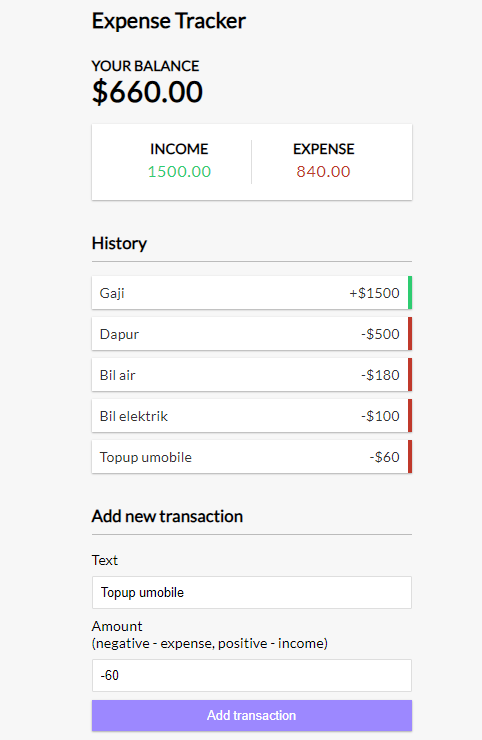 Expense Tracker
YOUR BALANCE
$660.00
INCOME EXPENSE
1500.00 840.00
History
Gaji +$1500
Dapur -$500
Bil air -$180
Bil elektrik -$100
Topup umobile -$60
Add new transaction
Text
Topup umobile
Amount
(negative - expense, positive - income)
-60
Add transaction